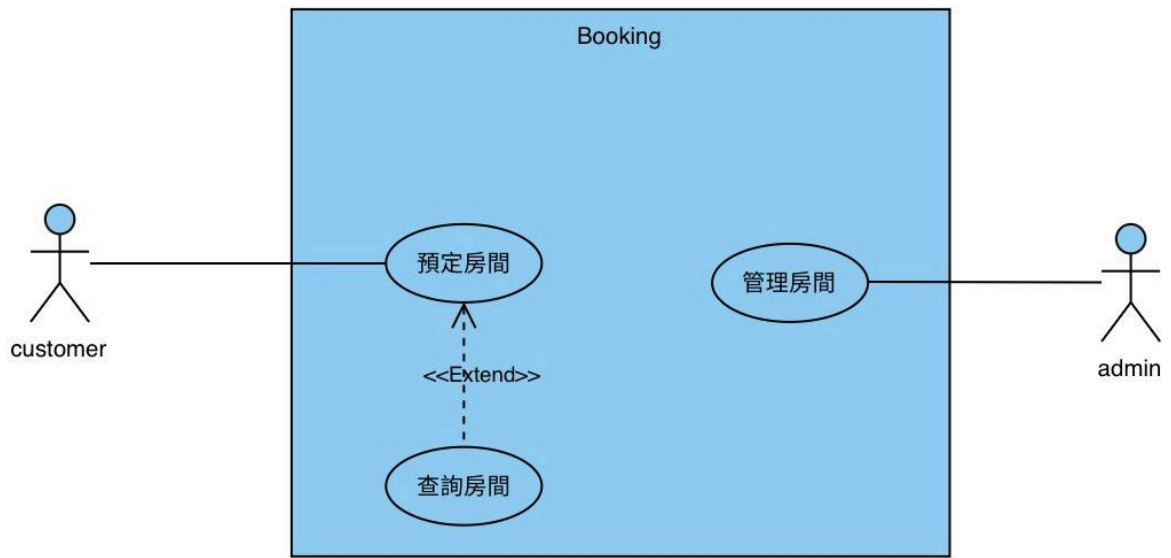 Booking
預定房間
管理房間
customer
<<Extend>>
admin
查詢房間